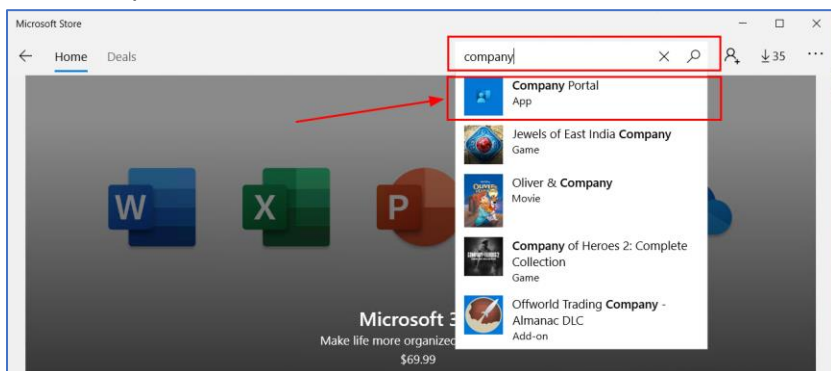 Microsoft Store
Home Deals
company
35
Company Portal
App
Jewels of East India Company
Game
Oliver & Company
Movie
W X P
Company of Heroes 2: Complete
Collection
Game
Offworld Trading Company -
Almanac DLC
Add-on
Microsoft 3
Make life more organized
$69.99